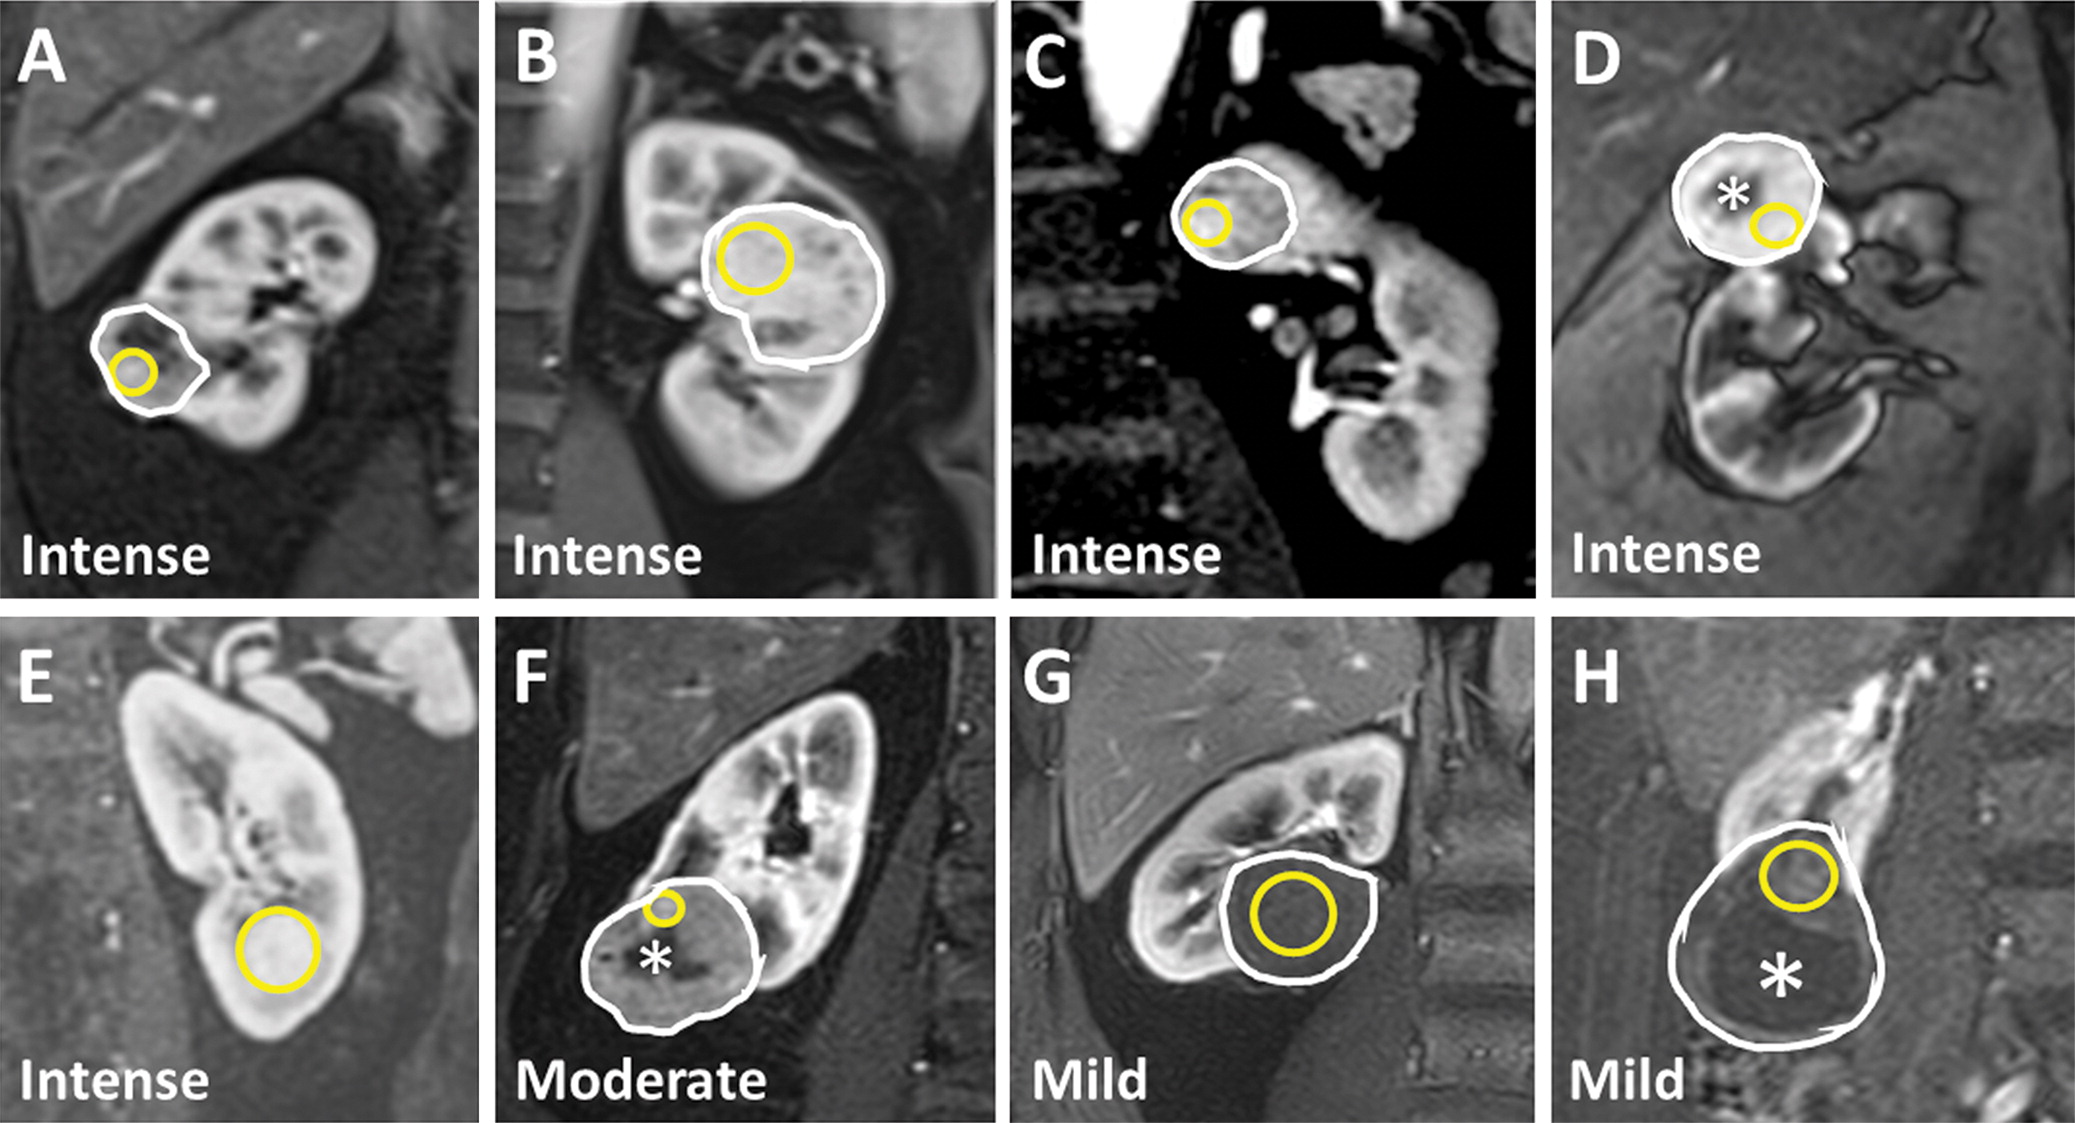 A
B
C
D
Intense
Intense
Intense
*
Intense
E
F
G
H
Intense
*
Moderate
Mild
*
Mild